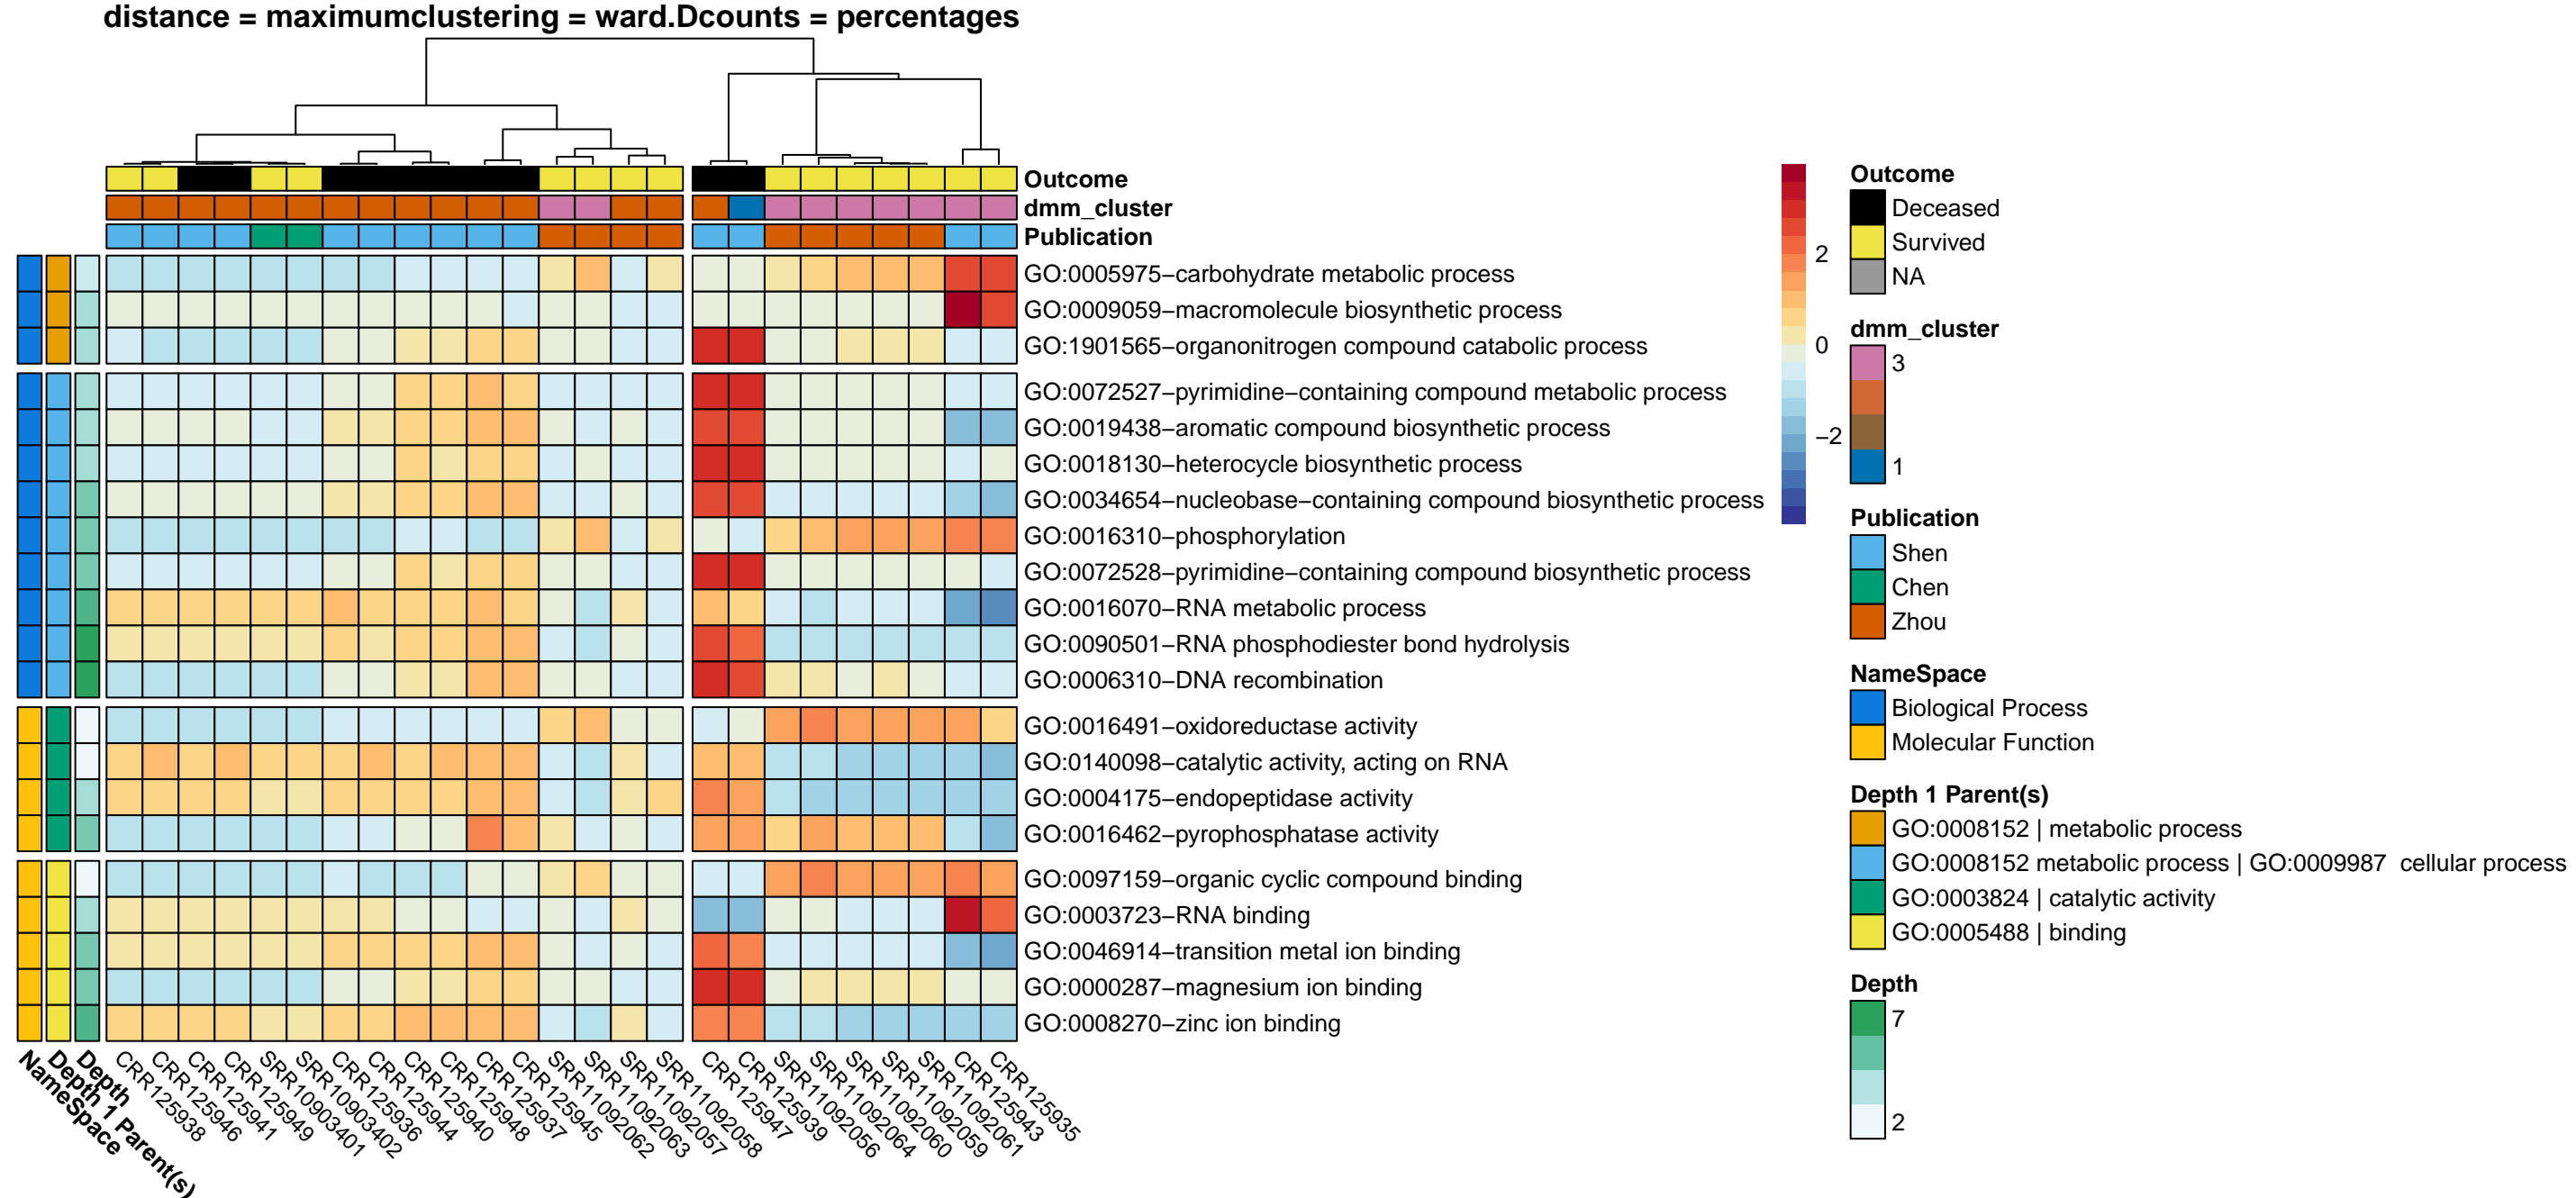 distance = maximumclustering = ward.Dcounts = percentages
Outcome
dmm_cluster
Publication
GO:0005975−carbohydrate metabolic process
GO:0009059−macromolecule biosynthetic process
GO:1901565−organonitrogen compound catabolic process
GO:0072527−pyrimidine−containing compound metabolic process
GO:0019438−aromatic compound biosynthetic process
GO:0018130−heterocycle biosynthetic process
GO:0034654−nucleobase−containing compound biosynthetic process
GO:0016310−phosphorylation
GO:0072528−pyrimidine−containing compound biosynthetic process
GO:0016070−RNA metabolic process
GO:0090501−RNA phosphodiester bond hydrolysis
GO:0006310−DNA recombination
GO:0016491−oxidoreductase activity
GO:0140098−catalytic activity, acting on RNA
GO:0004175−endopeptidase activity
GO:0016462−pyrophosphatase activity
GO:0097159−organic cyclic compound binding
GO:0003723−RNA binding
GO:0046914−transition metal ion binding
GO:0000287−magnesium ion binding
GO:0008270−zinc ion binding
NameSpace
Depth 1 Parent(s)
Depth
CRR125938
CRR125946
CRR125941
CRR125949
SRR10903401
SRR10903402
CRR125936
CRR125944
CRR125940
CRR125948
CRR125937
CRR125945
SRR11092062
SRR11092063
SRR11092057
SRR11092058
CRR125947
CRR125939
SRR11092056
SRR11092064
SRR11092060
SRR11092059
SRR11092061
CRR125943
CRR125935
2
0
−2
Outcome
Deceased
Survived
NA
dmm_cluster
3
1
Publication
Shen
Chen
Zhou
NameSpace
Biological Process
Molecular Function
Depth 1 Parent(s)
GO:0008152 | metabolic process
GO:0008152 metabolic process | GO:0009987 cellular process
GO:0003824 | catalytic activity
GO:0005488 | binding
Depth
7
2